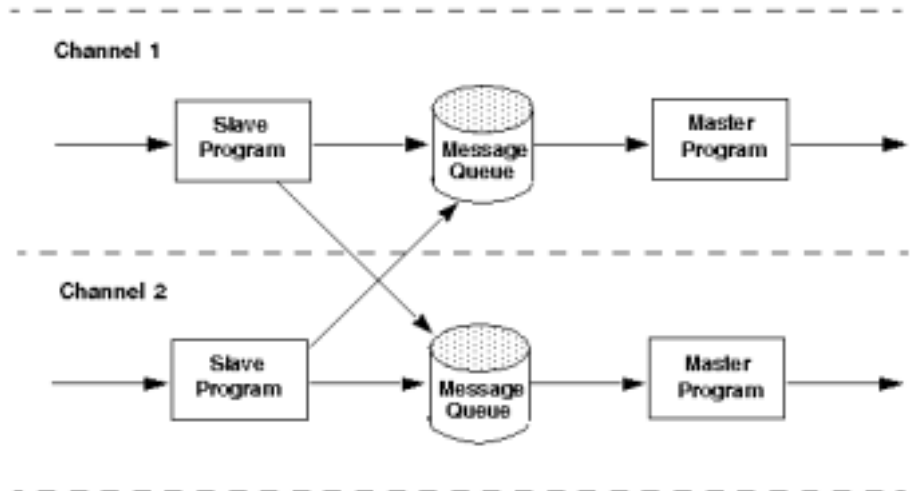 Channel 1
Slave
Program
Message
Queue
Master
Program
Channel 2
Slave
Program
Message
Queue
Master
Program